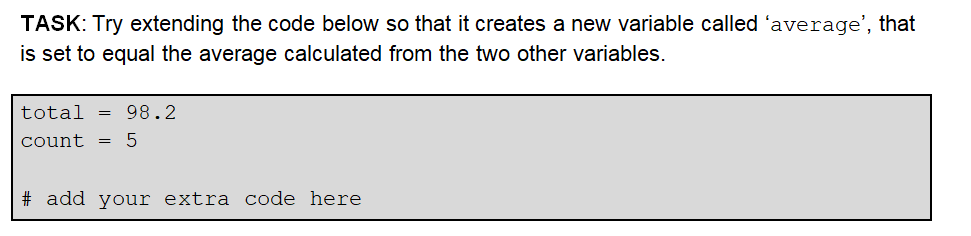 TASK: Try extending the code below so that it creates a new variable called ‘average’, that
is set to equal the average calculated from the two other variables.
total = 98.2
count = 5
# add your extra code here